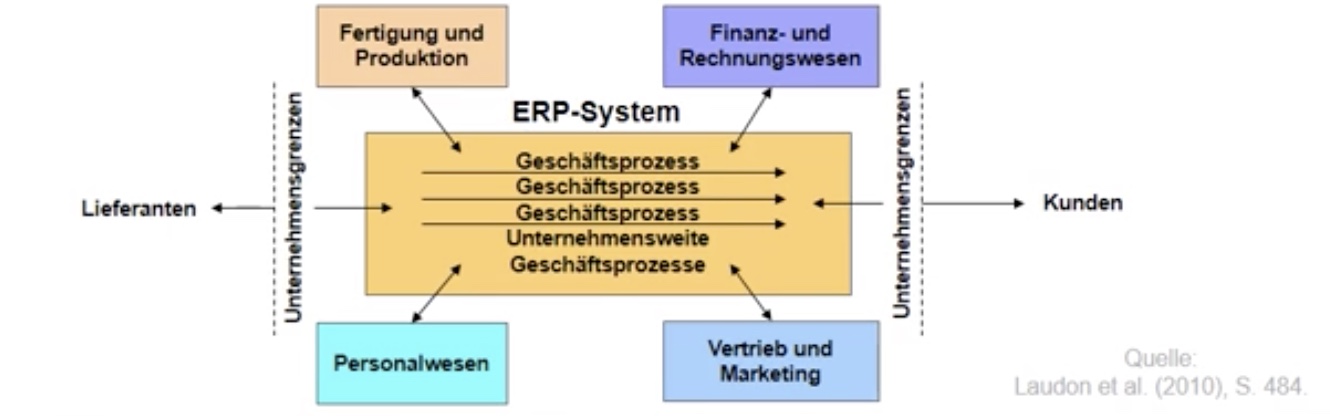 Fertigung und
Produktion
Finanz- und
Rechnungswesen
ERP-System
Unternehmensgrenzen
Unternehmensgrenzen
Geschäftsprozess
Geschäftsprozess
Geschäftsprozess
Unternehmensweite
Geschäftsprozesse
Lieferanten
Kunden
Personalwesen
Vertrieb und
Marketing
Quelle:
Laudon et al. (2010), S. 484.